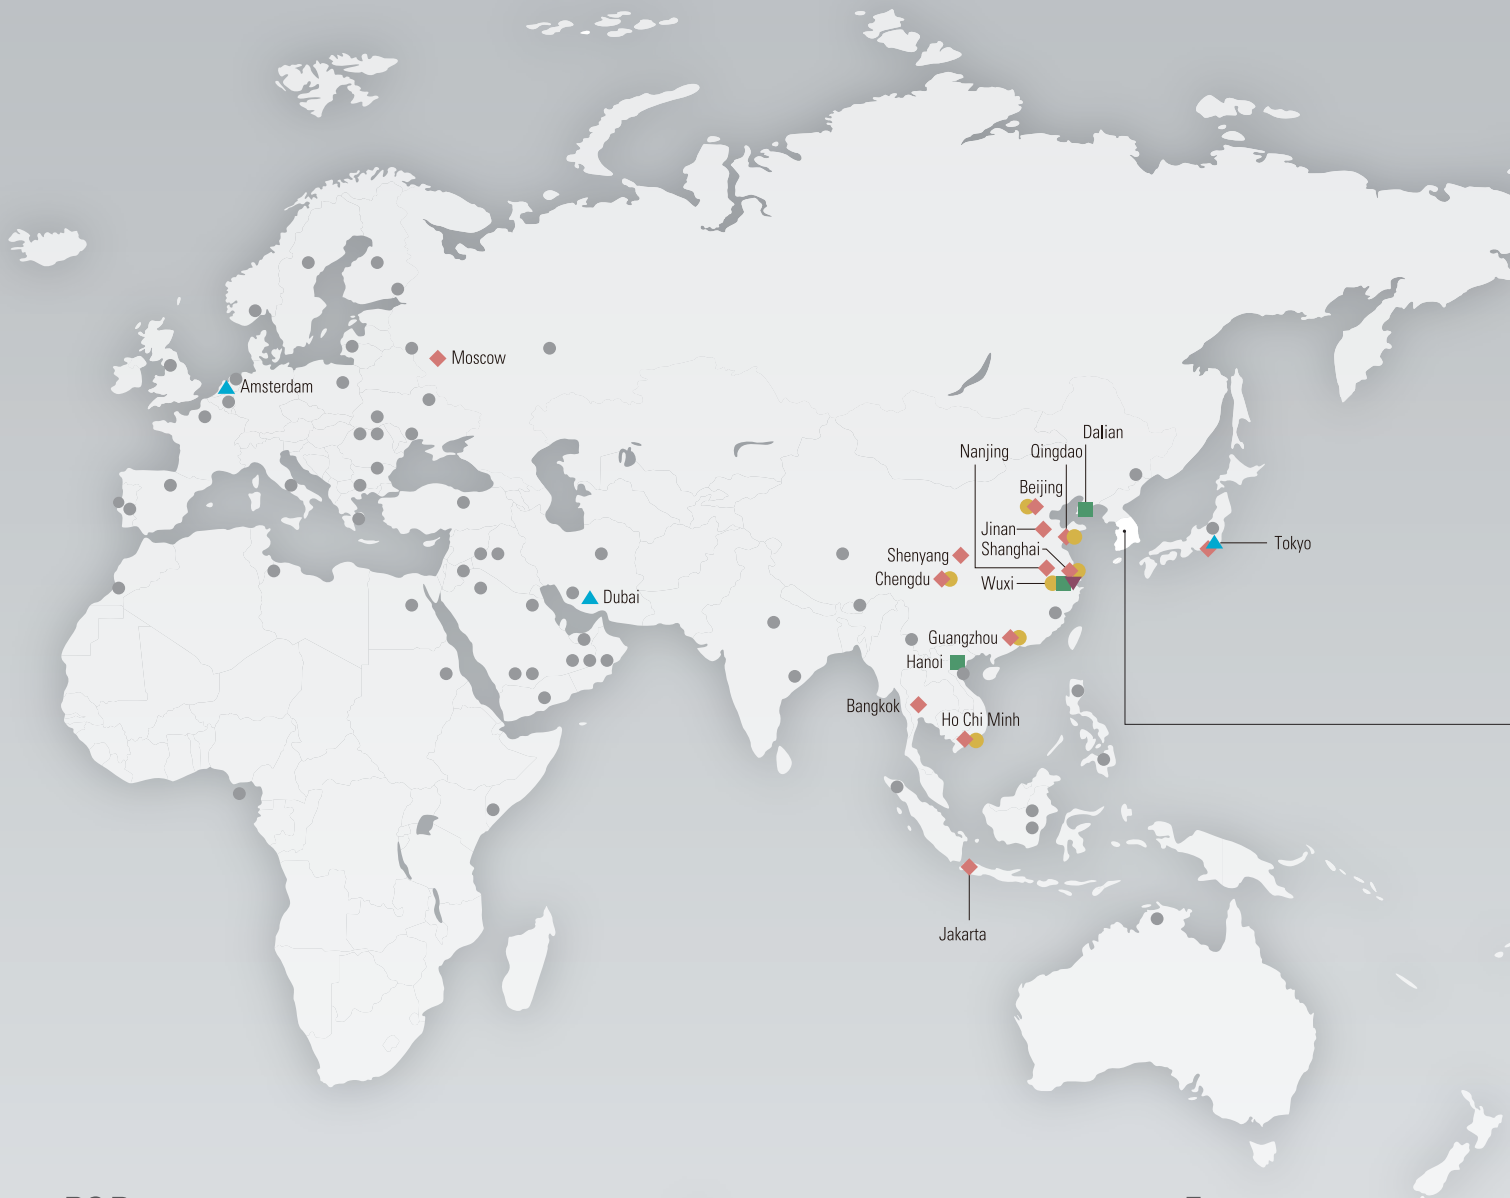 Moscow
Amsterdam
Dalian
Nanjing
Qingdao
Beijing
Jinan
Tokyo
Shanghai
Shenyang
Chengdu
Wuxi
Dubai
Guangzhou
Hanoi
Bangkok
Ho Chi Minh
Jakarta